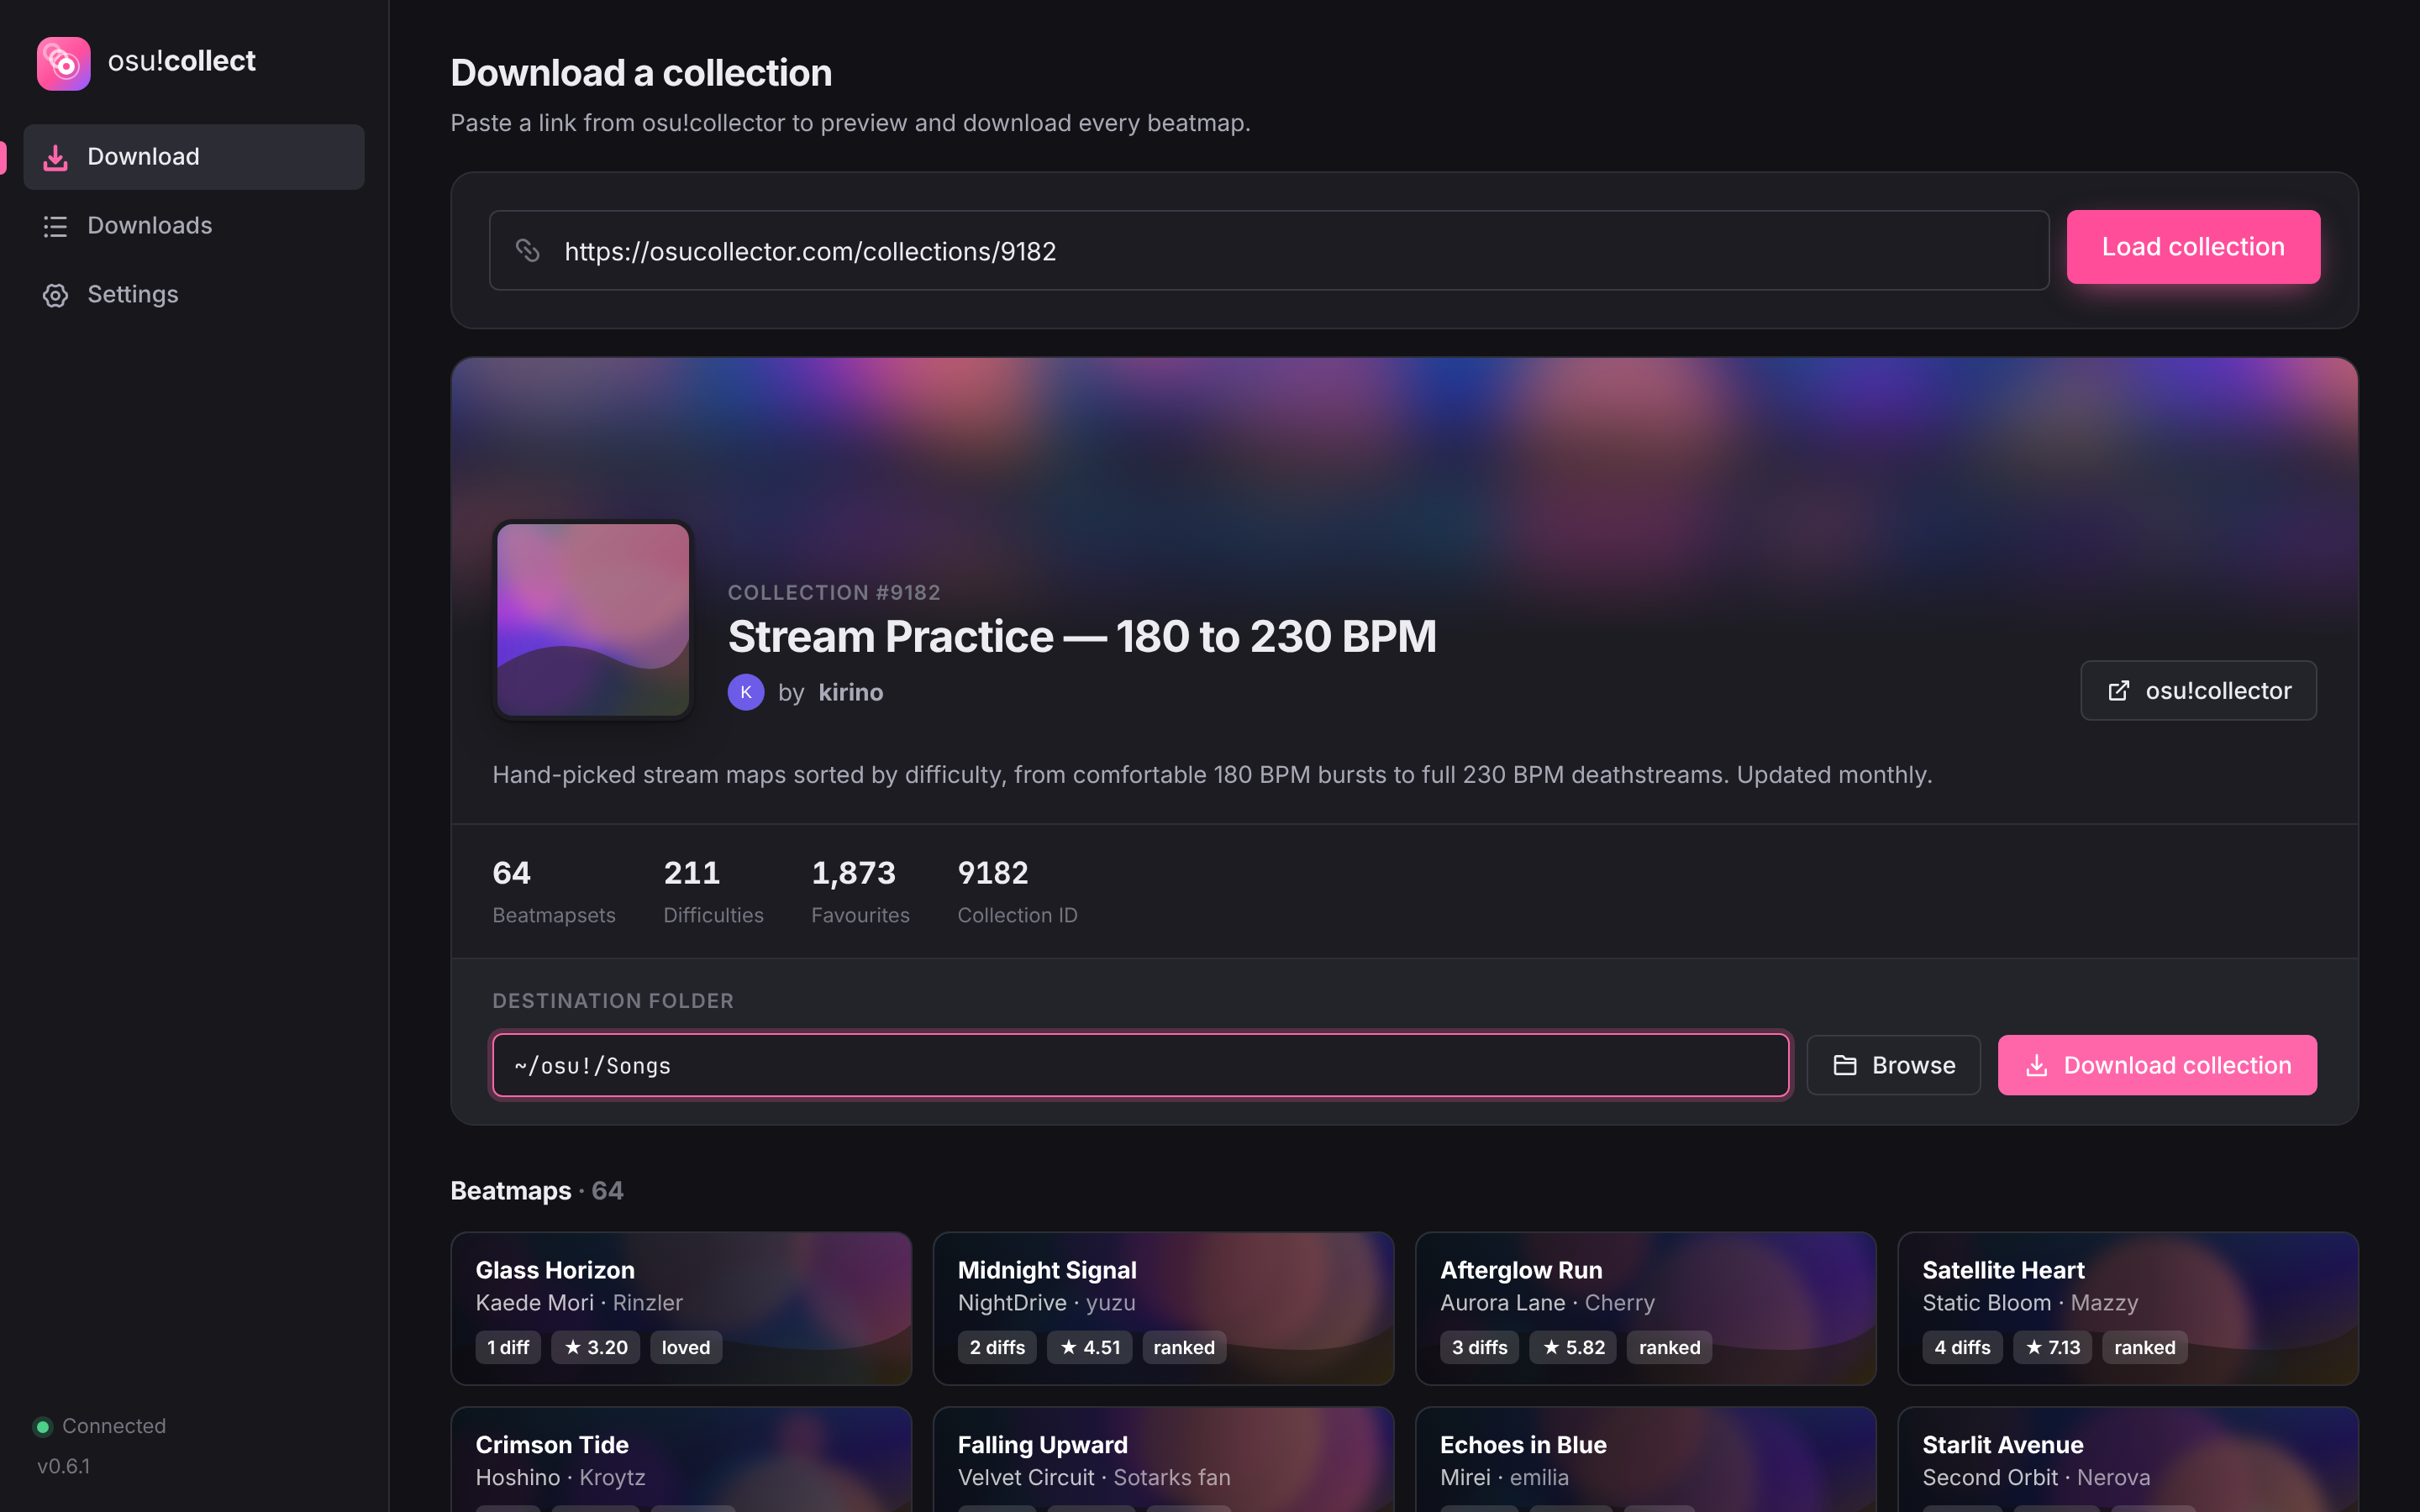 osu!collect
Download
Downloads
Settings
Connected
v0.6.1
Download a collection
Paste a link from osu!collector to preview and download every beatmap.
https://osucollector.com/collections/9182
Load collection
COLLECTION #9182
Stream Practice — 180 to 230 BPM
K by kirino
osu!collector
Hand-picked stream maps sorted by difficulty, from comfortable 180 BPM bursts to full 230 BPM deathstreams. Updated monthly.
64 211 1,873 9182
Beatmapsets Difficulties Favourites Collection ID
DESTINATION FOLDER
~/osu!/Songs
Browse
Download collection
Beatmaps · 64
Glass Horizon
Kaede Mori · Rinzler
1 diff ★ 3.20 loved
Midnight Signal
NightDrive · yuzu
2 diffs ★ 4.51 ranked
Afterglow Run
Aurora Lane · Cherry
3 diffs ★ 5.82 ranked
Satellite Heart
Static Bloom · Mazzy
4 diffs ★ 7.13 ranked
Crimson Tide
Hoshino · Kroytz
Falling Upward
Velvet Circuit · Sotarks fan
Echoes in Blue
Mirei · emilia
Starlit Avenue
Second Orbit · Nerova